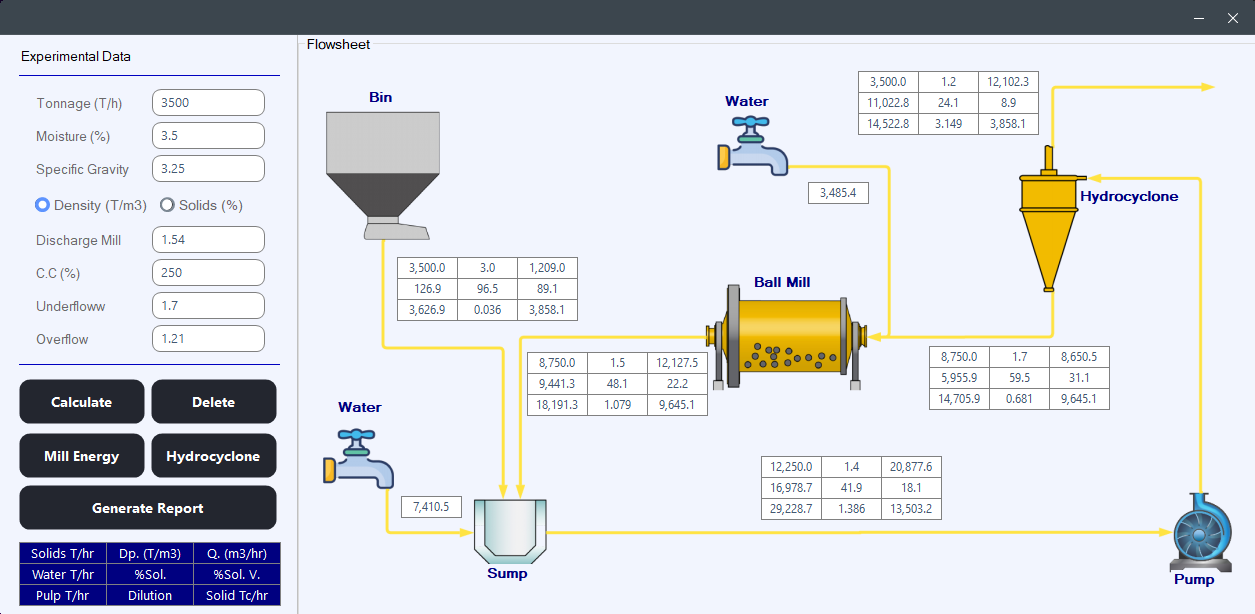 Experimental Data
Tonnage (T/h) 3500
Moisture (%) 3.5
Specific Gravity 3.25
Density (T/m3) Solids (%)
Discharge Mill 1.54
C.C (%) 250
Underfloww 1.7
Overflow 1.21
Calculate Delete
Mill Energy Hydrocyclone
Generate Report
Solids T/hr Dp. (T/m3) Q. (m3/hr)
Water T/hr %Sol. %Sol. V.
Pulp T/hr Dilution Solid Tc/hr
Flowsheet
Bin
3,500.0 3.0 1,209.0
126.9 96.5 89.1
3,626.9 0.036 3,858.1
Water
3,485.4
3,500.0 1.2 12,102.3
11,022.8 24.1 8.9
14,522.8 3.149 3,858.1
Hydrocyclone
Ball Mill
8,750.0 1.5 12,127.5
9,441.3 48.1 22.2
18,191.3 1.079 9,645.1
8,750.0 1.7 8,650.5
5,955.9 59.5 31.1
14,705.9 0.681 9,645.1
Water
7,410.5
Sump
12,250.0 1.4 20,877.6
16,978.7 41.9 18.1
29,228.7 1.386 13,503.2
Pump